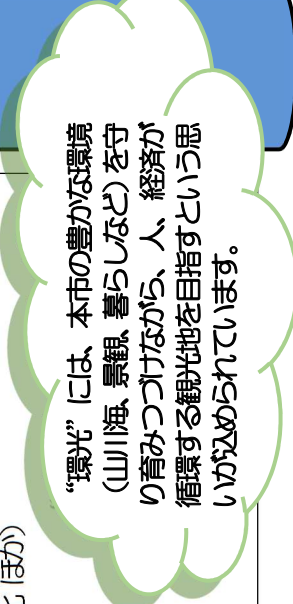 “環光”には、本市の豊かな環境
（山川海、景観、暮らしなど）を守
り育みつづけながら、人、経済が
循環する観光地を目指すという思
いが込められています。
ほか）